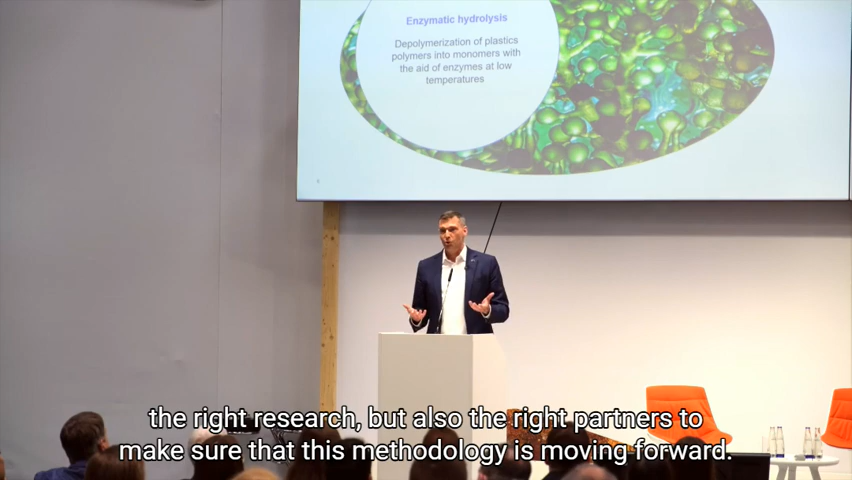 Enzymatic hydrolysis
Depolymerization of plastics
polymers into monomers with
the aid of enzymes at low
temperatures
the right research, but also the right partners to
make sure that this methodology is moving forward.